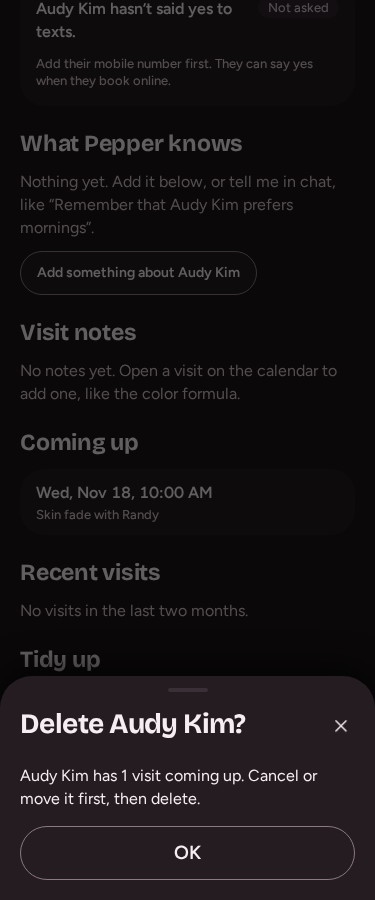 Audy Kim hasn’t said yes to
texts.
Not asked
Add their mobile number first. They can say yes
when they book online.
What Pepper knows
Nothing yet. Add it below, or tell me in chat,
like “Remember that Audy Kim prefers
mornings”.
Add something about Audy Kim
Visit notes
No notes yet. Open a visit on the calendar to
add one, like the color formula.
Coming up
Wed, Nov 18, 10:00 AM
Skin fade with Randy
Recent visits
No visits in the last two months.
Tidy up
Delete Audy Kim?
Audy Kim has 1 visit coming up. Cancel or
move it first, then delete.
OK